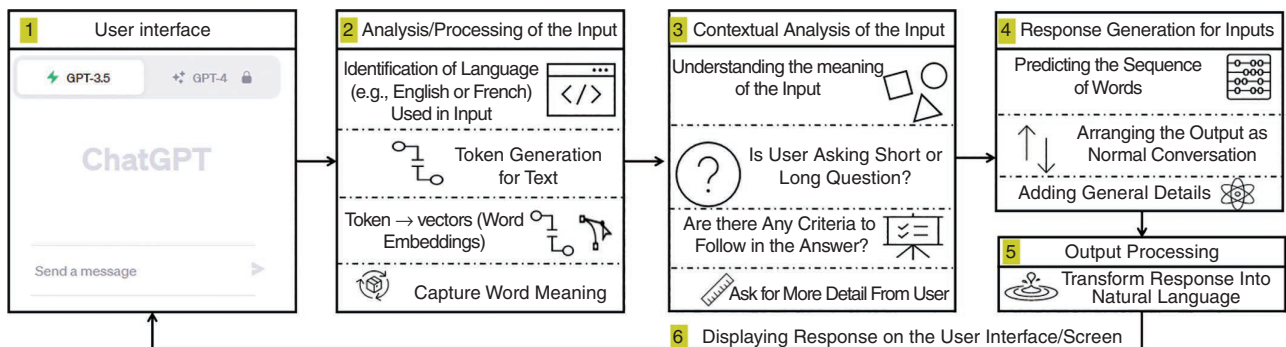 1 User interface
GPT-3.5 GPT-4
ChatGPT
Send a message
2 Analysis/Processing of the Input
Identification of Language
(e.g., English or French)
Used in Input
</>
Token Generation
for Text
Token → vectors (Word
Embeddings)
Capture Word Meaning
3 Contextual Analysis of the Input
Understanding the meaning
of the Input
?
Is User Asking Short or
Long Question?
Are there Any Criteria to
Follow in the Answer?
Ask for More Detail From User
4 Response Generation for Inputs
Predicting the Sequence
of Words
Arranging the Output as
Normal Conversation
Adding General Details
5 Output Processing
Transform Response Into
Natural Language
6 Displaying Response on the User Interface/Screen